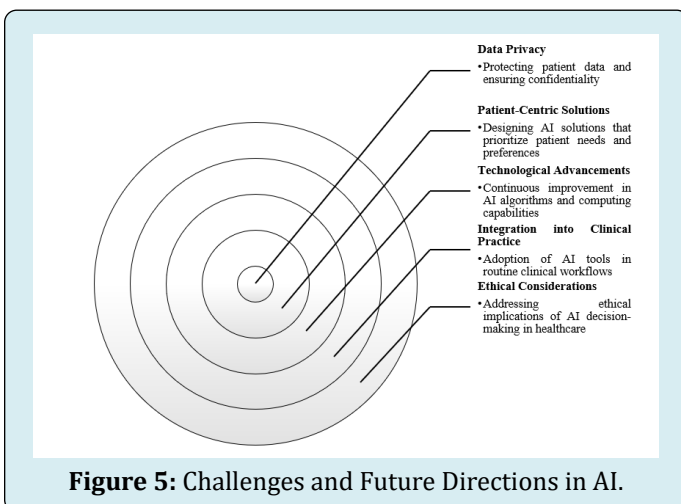 Data Privacy
•Protecting patient data and
ensuring confidentiality
Patient-Centric Solutions
•Designing AI solutions that
prioritize patient needs and
preferences
Technological Advancements
•Continuous improvement in
AI algorithms and computing
capabilities
Integration into Clinical
Practice
•Adoption of AI tools in
routine clinical workflows
Ethical Considerations
•Addressing ethical
implications of AI decision-
making in healthcare
Figure 5: Challenges and Future Directions in AI.